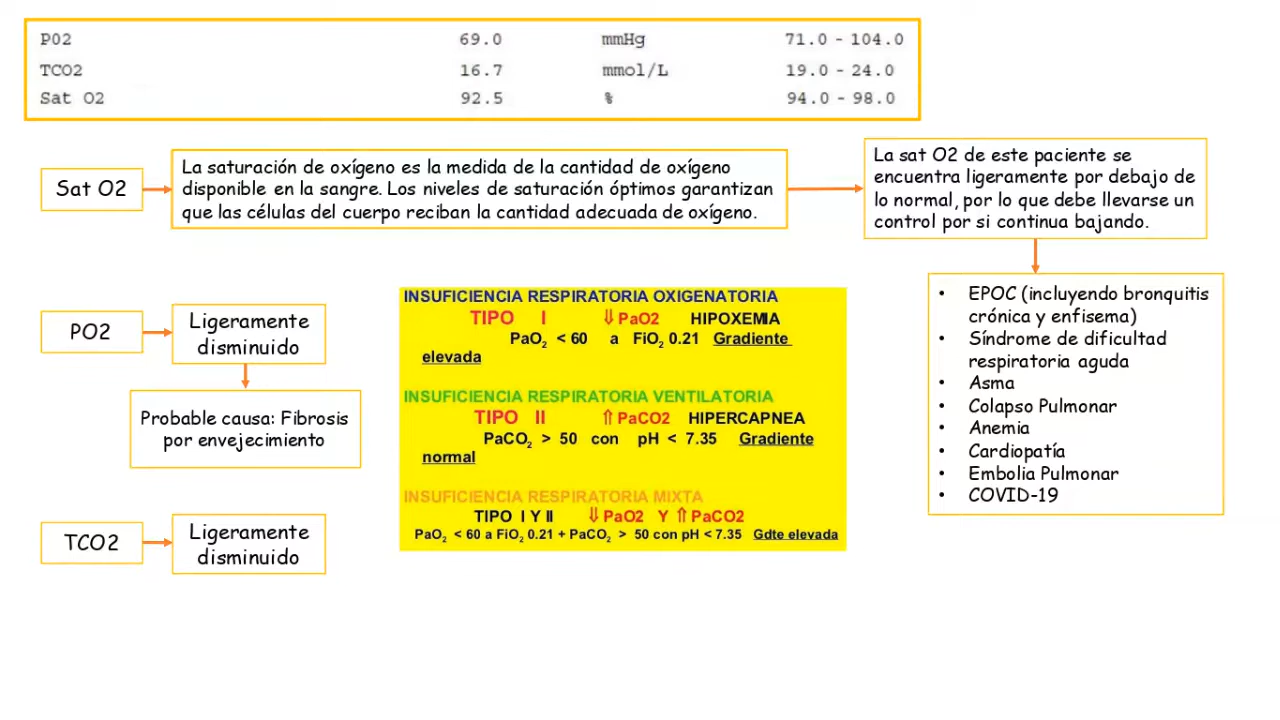 PO2 69.0 mmHg 71.0 - 104.0
TCO2 16.7 mmol/L 19.0 - 24.0
Sat O2 92.5 % 94.0 - 98.0
Sat O2
La saturación de oxígeno es la medida de la cantidad de oxígeno
disponible en la sangre. Los niveles de saturación óptimos garantizan
que las células del cuerpo reciban la cantidad adecuada de oxígeno.
La sat O2 de este paciente se
encuentra ligeramente por debajo de
lo normal, por lo que debe llevarse un
control por si continua bajando.
• EPOC (incluyendo bronquitis
crónica y enfisema)
• Síndrome de dificultad
respiratoria aguda
• Asma
• Colapso Pulmonar
• Anemia
• Cardiopatía
• Embolia Pulmonar
• COVID-19
PO2
Ligeramente
disminuido
Probable causa: Fibrosis
por envejecimiento
INSUFICIENCIA RESPIRATORIA OXIGENATORIA
TIPO I ⇓ PaO2 HIPOXEMIA
PaO₂ < 60 a FiO₂ 0.21 Gradiente
elevada
INSUFICIENCIA RESPIRATORIA VENTILATORIA
TIPO II ⇑ PaCO2 HIPERCAPNEA
PaCO₂ > 50 con pH < 7.35 Gradiente
normal
INSUFICIENCIA RESPIRATORIA MIXTA
TIPO I Y II ⇓ PaO2 Y ⇑ PaCO2
PaO₂ < 60 a FiO₂ 0.21 + PaCO₂ > 50 con pH < 7.35 Gdte elevada
TCO2
Ligeramente
disminuido